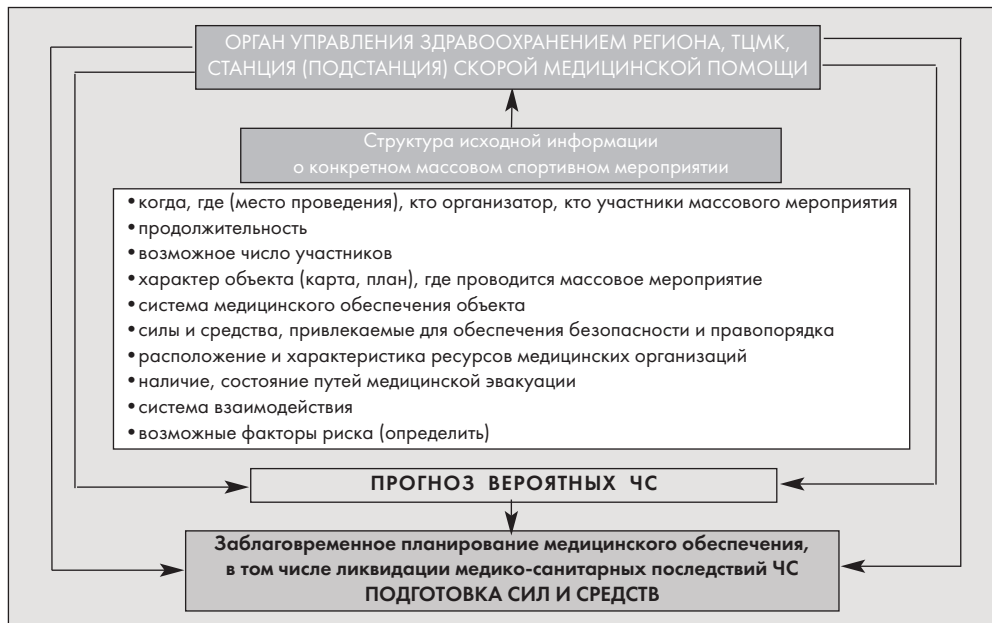 ОРГАН УПРАВЛЕНИЯ ЗДРАВООХРАНЕНИЕМ РЕГИОНА, ТЦМК,
СТАНЦИЯ (ПОДСТАНЦИЯ) СКОРОЙ МЕДИЦИНСКОЙ ПОМОЩИ
Структура исходной информации
о конкретном массовом спортивном мероприятии
• когда, где (место проведения), кто организатор, кто участники массового мероприятия
• продолжительность
• возможное число участников
• характер объекта (карта, план), где проводится массовое мероприятие
• система медицинского обеспечения объекта
• силы и средства, привлекаемые для обеспечения безопасности и правопорядка
• расположение и характеристика ресурсов медицинских организаций
• наличие, состояние путей медицинской эвакуации
• система взаимодействия
• возможные факторы риска (определить)
ПРОГНОЗ ВЕРОЯТНЫХ ЧС
Заблаговременное планирование медицинского обеспечения,
в том числе ликвидации медико-санитарных последствий ЧС
ПОДГОТОВКА СИЛ И СРЕДСТВ